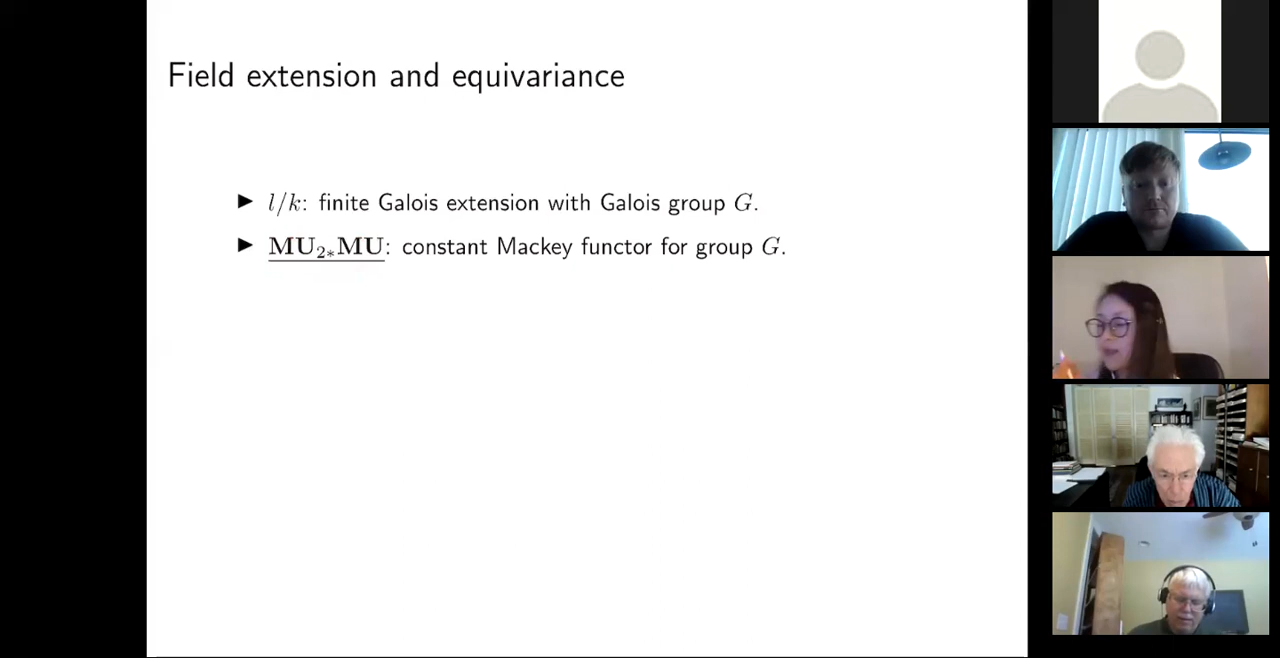 Field extension and equivariance
▶ l/k: finite Galois extension with Galois group G.
▶ MU₂∗MU: constant Mackey functor for group G.